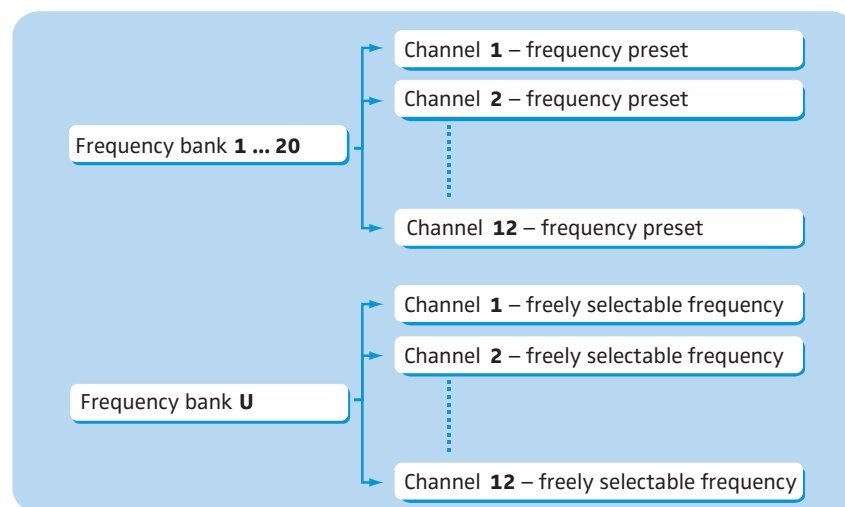 Channel 1 – frequency preset
Channel 2 – frequency preset
Frequency bank 1 ... 20
Channel 12 – frequency preset
Channel 1 – freely selectable frequency
Channel 2 – freely selectable frequency
Frequency bank U
Channel 12 – freely selectable frequency